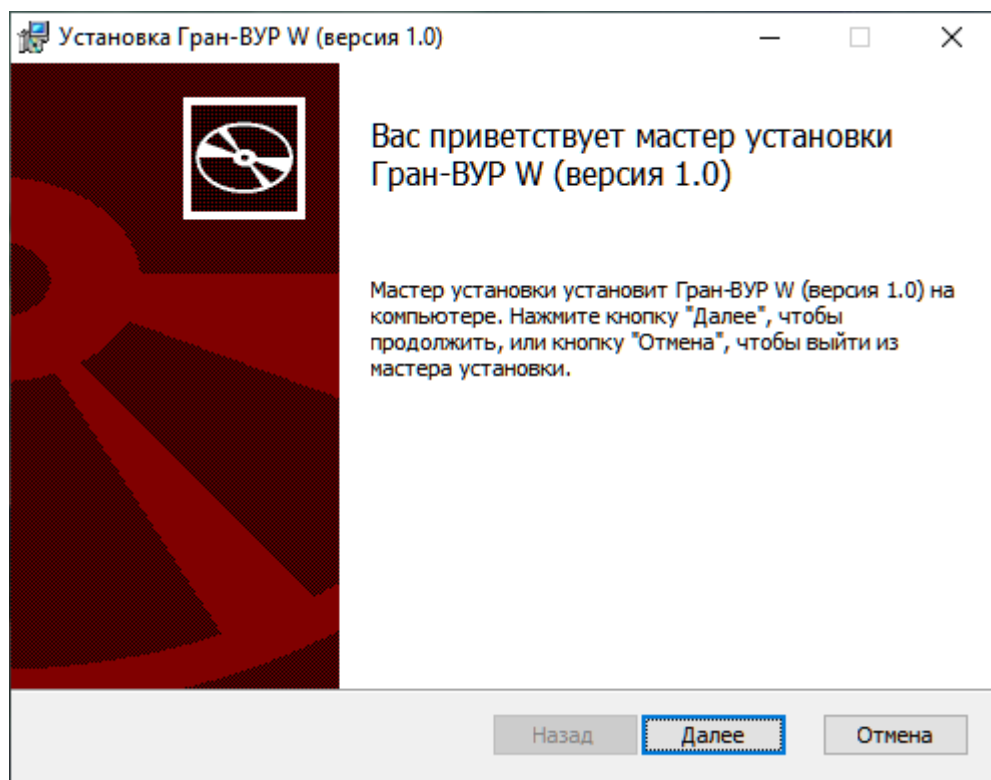 Установка Гран-ВУР W (версия 1.0)
Вас приветствует мастер установки
Гран-ВУР W (версия 1.0)
Мастер установки установит Гран-ВУР W (версия 1.0) на
компьютере. Нажмите кнопку "Далее", чтобы
продолжить, или кнопку "Отмена", чтобы выйти из
мастера установки.
Назад Далее Отмена